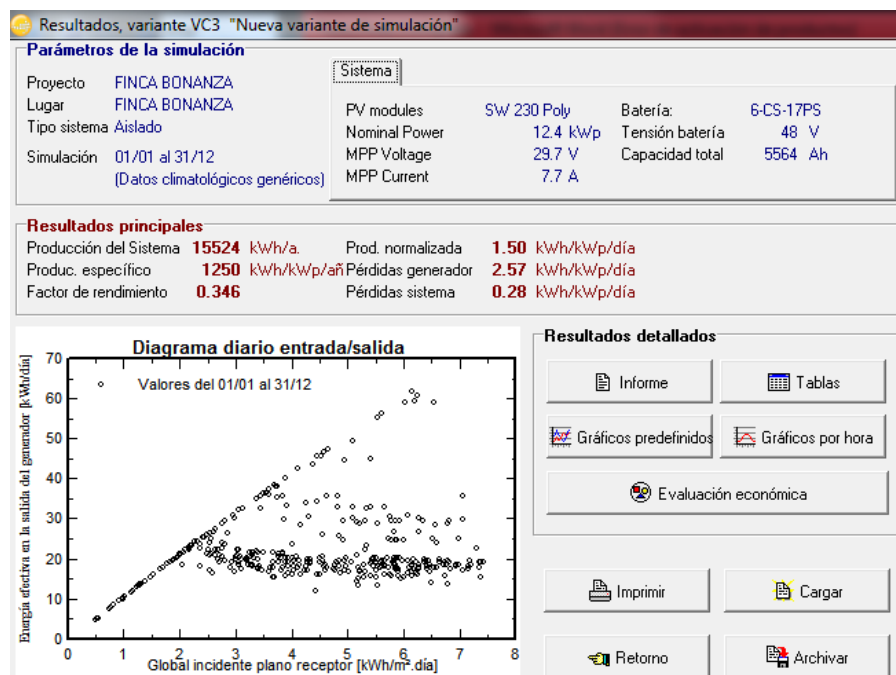 Resultados, variante VC3 "Nueva variante de simulación"
Parámetros de la simulación
Proyecto FINCA BONANZA
Lugar FINCA BONANZA
Tipo sistema Aislado
Simulación 01/01 al 31/12
(Datos climatológicos genéricos)
Sistema
PV modules SW 230 Poly Batería: 6-CS-17PS
Nominal Power 12.4 kWp Tensión batería 48 V
MPP Voltage 29.7 V Capacidad total 5564 Ah
MPP Current 7.7 A
Resultados principales
Producción del Sistema 15524 kWh/a. Prod. normalizada 1.50 kWh/kWp/día
Produc. específico 1250 kWh/kWp/añ Pérdidas generador 2.57 kWh/kWp/día
Factor de rendimiento 0.346 Pérdidas sistema 0.28 kWh/kWp/día
Diagrama diario entrada/salida
Valores del 01/01 al 31/12
Energía efectiva en la salida del generador [kWh/día]
70
60
50
40
30
20
10
0
0 1 2 3 4 5 6 7 8
Global incidente plano receptor [kWh/m².día]
Resultados detallados
Informe Tablas
Gráficos predefinidos Gráficos por hora
Evaluación económica
Imprimir Cargar
Retorno Archivar